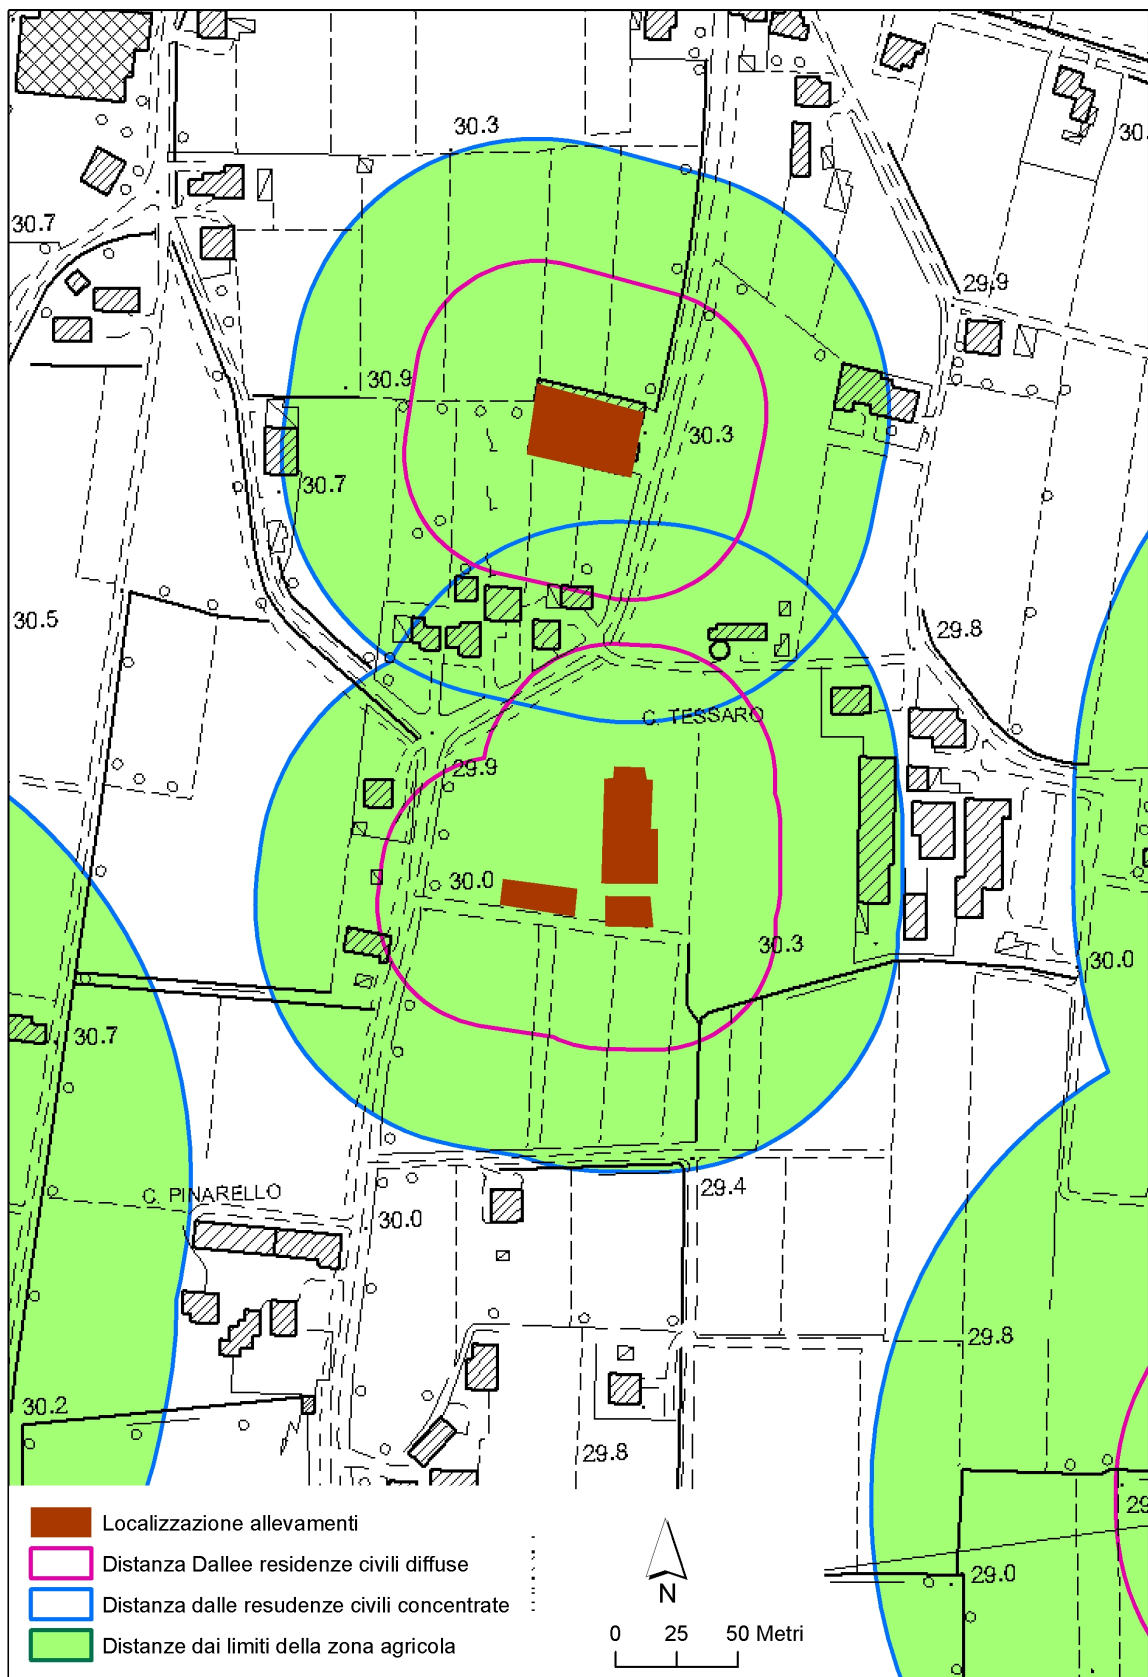 30.3
30.
30.7
29.9
30.9
30.3
30.7
30.5
29.8
C. TESSARO
29.9
30.0
30.3
30.0
30.7
C. PINARELLO
29.4
30.0
29.8
30.2
29.8
29
29.0
Localizzazione allevamenti
Distanza Dallee residenze civili diffuse
Distanza dalle resudenze civili concentrate
Distanze dai limiti della zona agricola
N
0 25 50 Metri